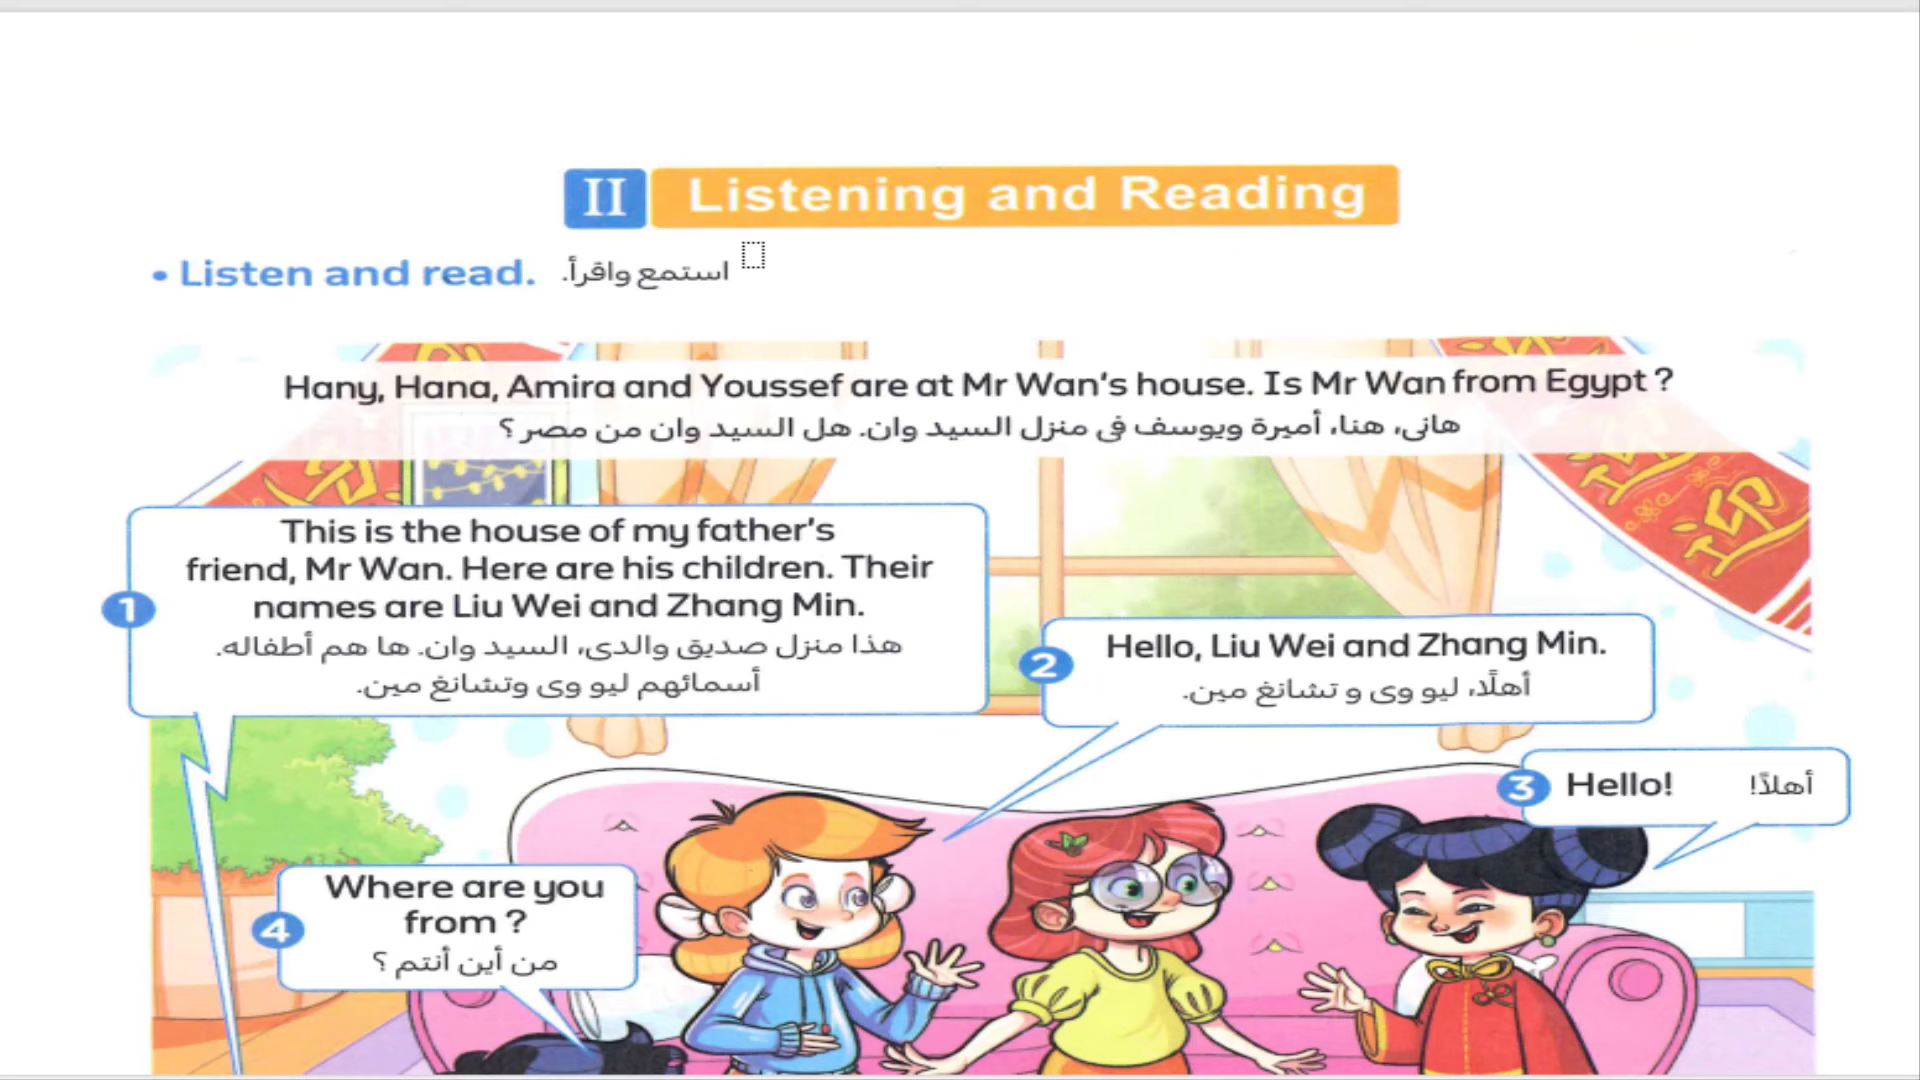 II Listening and Reading
• Listen and read. استمع واقرأ.
Hany, Hana, Amira and Youssef are at Mr Wan's house. Is Mr Wan from Egypt ?
هانى، هنا، أميرة ويوسف فى منزل السيد وان. هل السيد وان من مصر ؟
1
This is the house of my father's
friend, Mr Wan. Here are his children. Their
names are Liu Wei and Zhang Min.
هذا منزل صديق والدى، السيد وان. ها هم أطفاله.
أسمائهم ليو وى وتشانغ مين.
2
Hello, Liu Wei and Zhang Min.
أهلًا، ليو وى و تشانغ مين.
3 Hello! أهلاً!
4
Where are you
from ?
من أين أنتم ؟